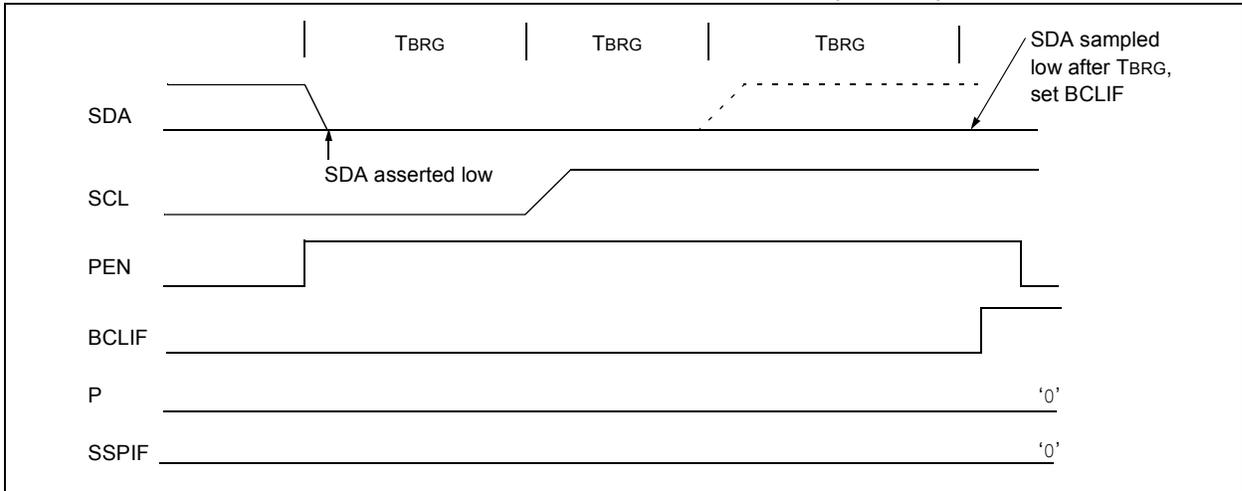 TBRG TBRG TBRG
SDA sampled
low after TBRG,
set BCLIF
SDA
SDA asserted low
SCL
PEN
BCLIF
P '0'
SSPIF '0'